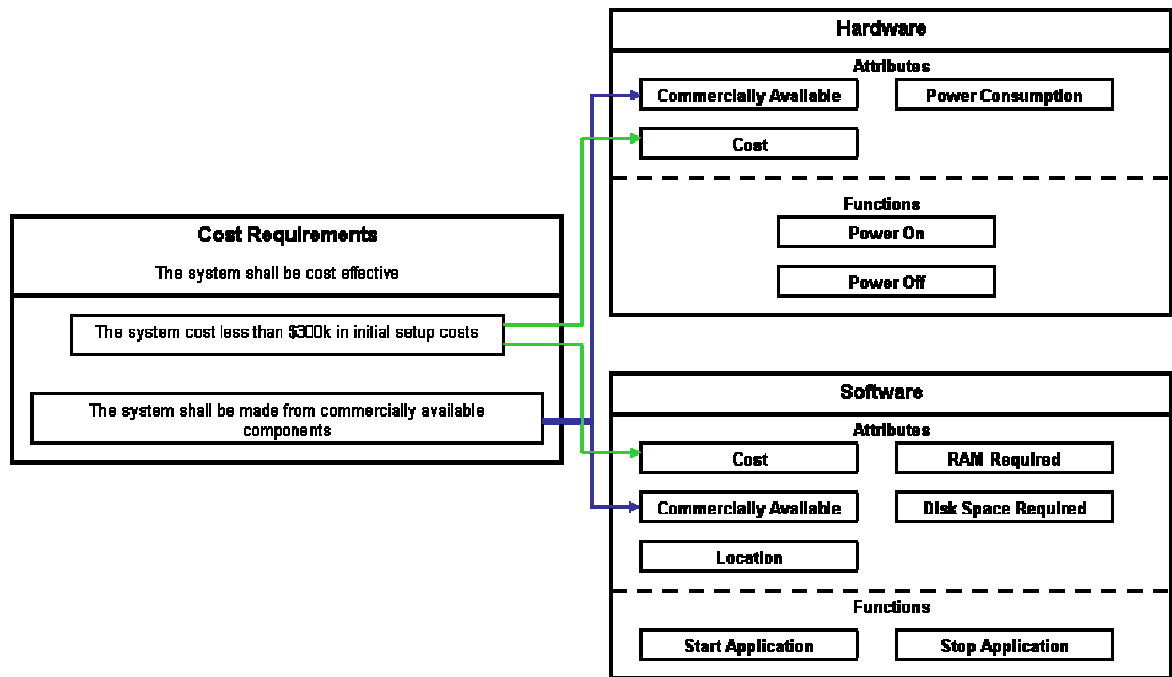 Hardware
Attributes
Commercially Available
Power Consumption
Cost
Functions
Power On
Power Off
Cost Requirements
The system shall be cost effective
The system cost less than $300k in initial setup costs
The system shall be made from commercially available
components
Software
Attributes
Cost
RAM Required
Commercially Available
Disk Space Required
Location
Functions
Start Application
Stop Application